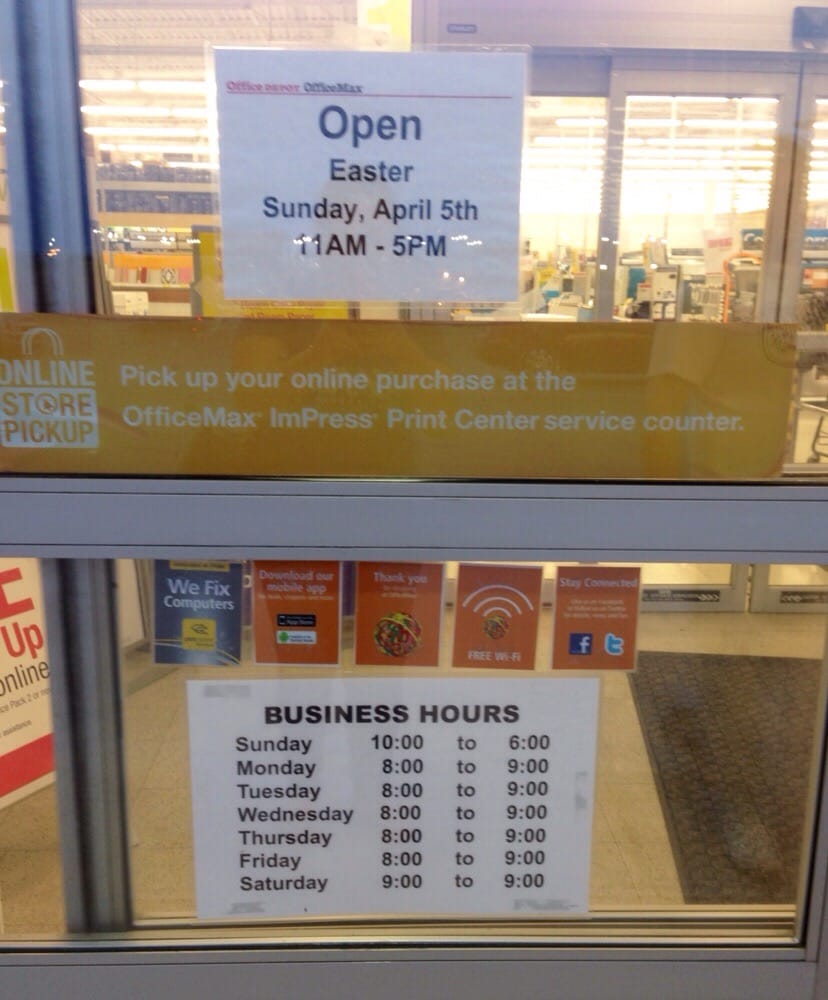 Office DEPOT OfficeMax
Open
Easter
Sunday, April 5th
11AM - 5PM
ONLINE
STORE
PICKUP
Pick up your online purchase at the
OfficeMax ImPress Print Center service counter.
We Fix
Computers
Download our
mobile app
App Store
Thank you
FREE Wi-Fi
Stay Connected
f
t
E
Up
online
BUSINESS HOURS
Sunday 10:00 to 6:00
Monday 8:00 to 9:00
Tuesday 8:00 to 9:00
Wednesday 8:00 to 9:00
Thursday 8:00 to 9:00
Friday 8:00 to 9:00
Saturday 9:00 to 9:00